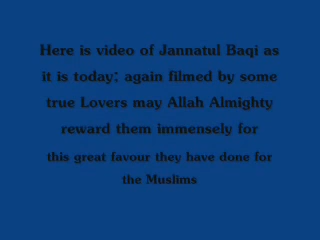 Here is video of Jannatul Baqi as
it is today; again filmed by some
true Lovers may Allah Almighty
reward them immensely for
this great favour they have done for
the Muslims